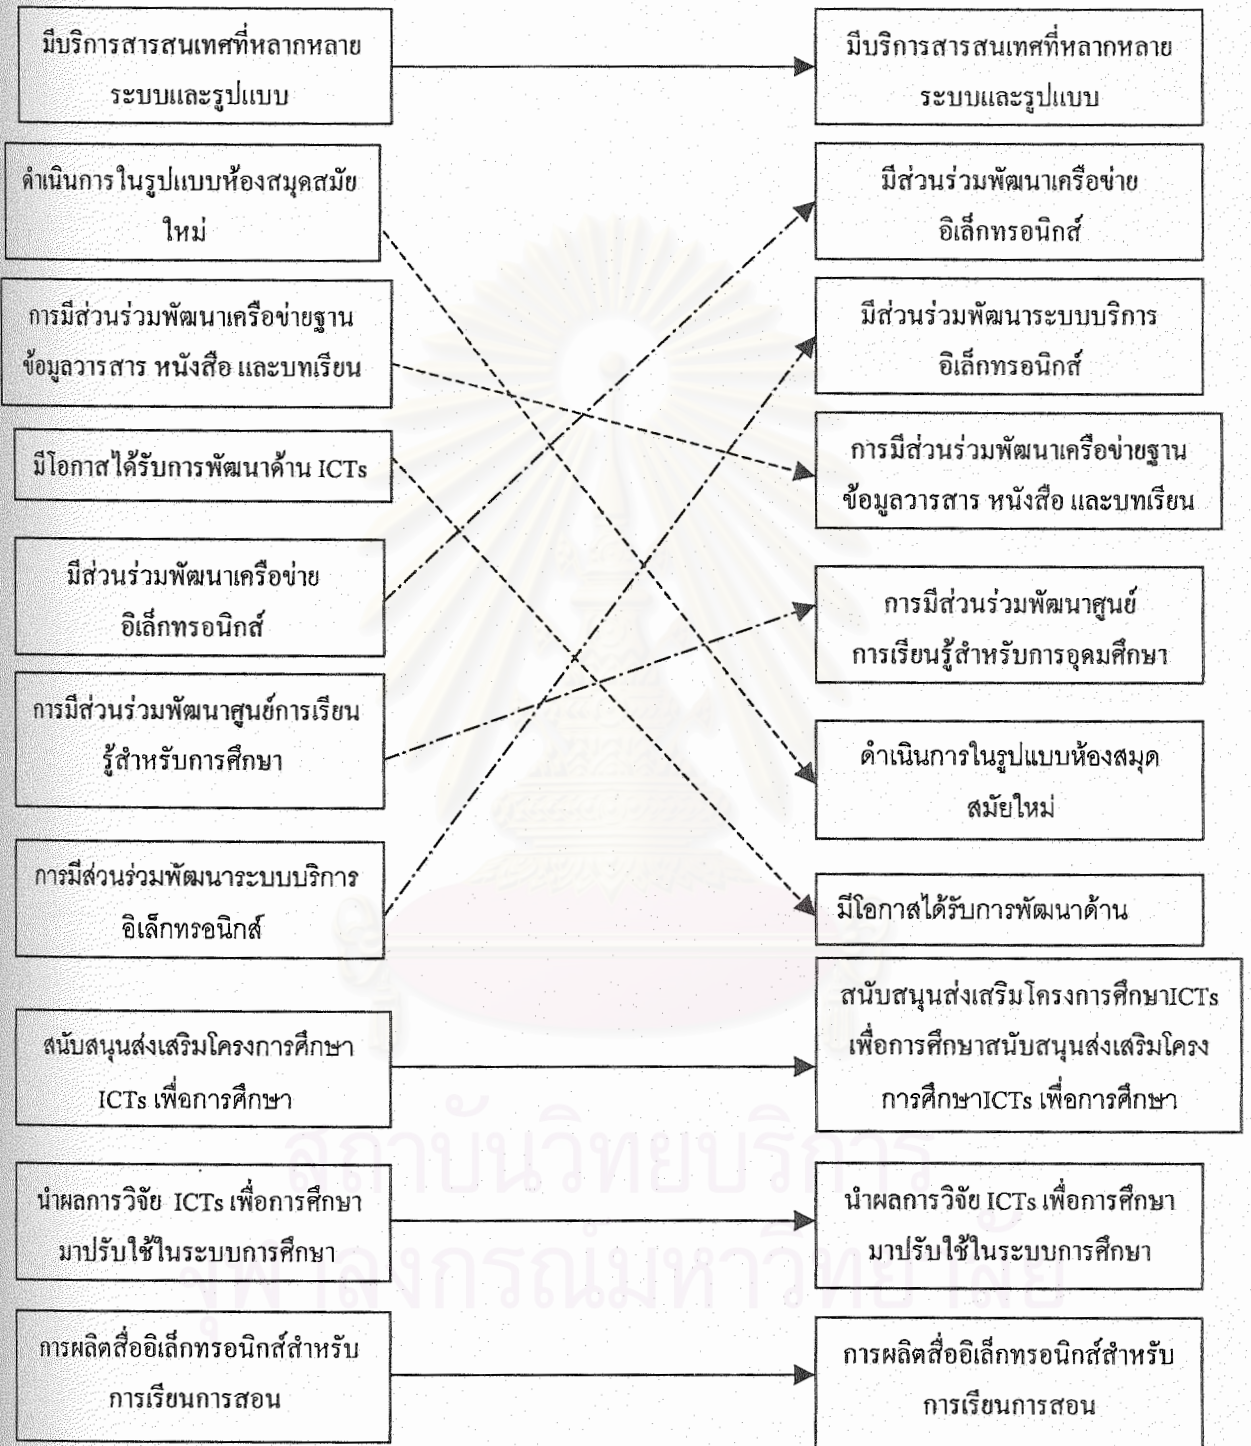 มีบริการสารสนเทศที่หลากหลาย
ระบบและรูปแบบ
ดำเนินการในรูปแบบห้องสมุดสมัย
ใหม่
การมีส่วนร่วมพัฒนาเครือข่ายฐาน
ข้อมูลวารสาร หนังสือ และบทเรียน
มีโอกาสได้รับการพัฒนาด้าน ICTs
มีส่วนร่วมพัฒนาเครือข่าย
อิเล็กทรอนิกส์
การมีส่วนร่วมพัฒนาศูนย์การเรียน
รู้สำหรับการศึกษา
การมีส่วนร่วมพัฒนาระบบบริการ
อิเล็กทรอนิกส์
สนับสนุนส่งเสริมโครงการศึกษา
ICTs เพื่อการศึกษา
นำผลการวิจัย ICTs เพื่อการศึกษา
มาปรับใช้ในระบบการศึกษา
การผลิตสื่ออิเล็กทรอนิกส์สำหรับ
การเรียนการสอน
มีบริการสารสนเทศที่หลากหลาย
ระบบและรูปแบบ
มีส่วนร่วมพัฒนาเครือข่าย
อิเล็กทรอนิกส์
มีส่วนร่วมพัฒนาระบบบริการ
อิเล็กทรอนิกส์
การมีส่วนร่วมพัฒนาเครือข่ายฐาน
ข้อมูลวารสาร หนังสือ และบทเรียน
การมีส่วนร่วมพัฒนาศูนย์
การเรียนรู้สำหรับการอุดมศึกษา
ดำเนินการในรูปแบบห้องสมุด
สมัยใหม่
มีโอกาสได้รับการพัฒนาด้าน
สนับสนุนส่งเสริมโครงการศึกษาICTs
เพื่อการศึกษาสนับสนุนส่งเสริมโครง
การศึกษาICTs เพื่อการศึกษา
นำผลการวิจัย ICTs เพื่อการศึกษา
มาปรับใช้ในระบบการศึกษา
การผลิตสื่ออิเล็กทรอนิกส์สำหรับ
การเรียนการสอน
สถาบันวิทยบริการ
จุฬาลงกรณ์มหาวิทยาลัย